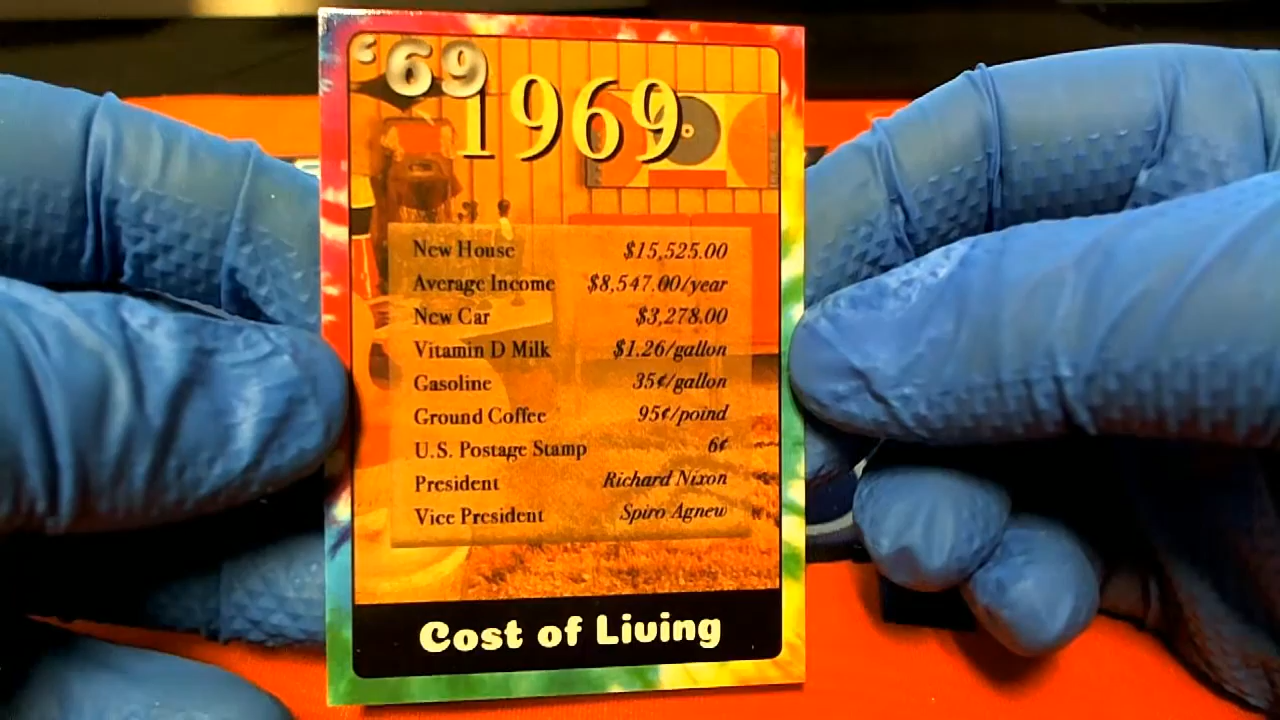 ‘69
1969
New House $15,525.00
Average Income $8,547.00/year
New Car $3,278.00
Vitamin D Milk $1.26/gallon
Gasoline 35¢/gallon
Ground Coffee 95¢/poind
U.S. Postage Stamp 6¢
President Richard Nixon
Vice President Spiro Agnew
Cost of Living